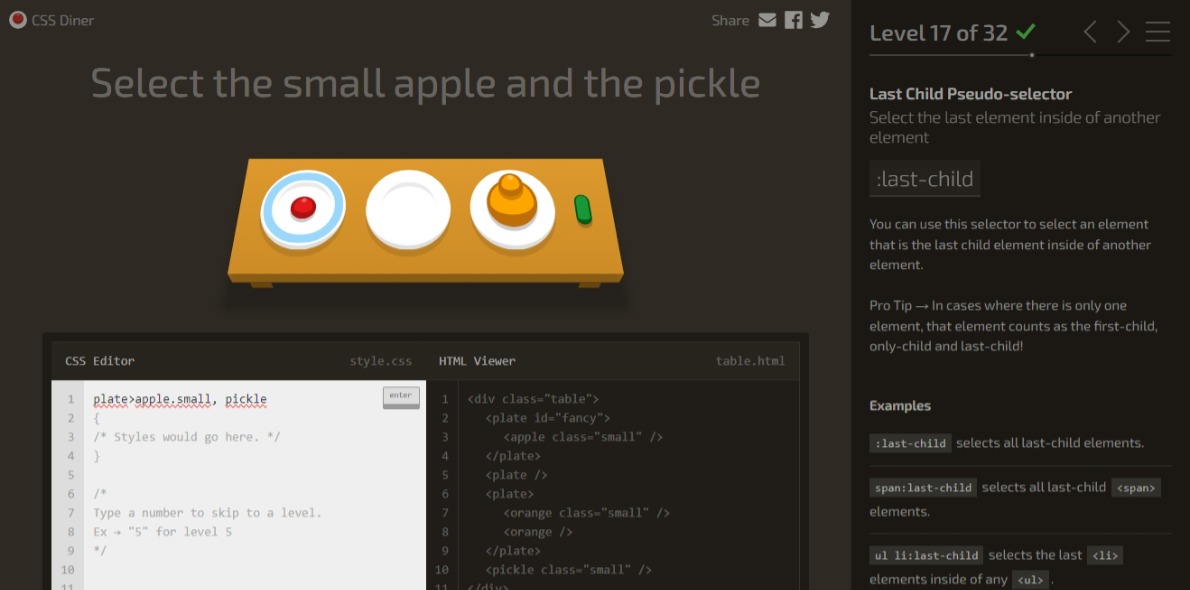 CSS Diner
Share
Select the small apple and the pickle
CSS Editor
style.css
HTML Viewer
table.html
1 plate>apple.small, pickle
enter
2 {
3 /* Styles would go here. */
4 }
5
6 /*
7 Type a number to skip to a level.
8 Ex → "5" for level 5
9 */
10
11
1 <div class="table">
2 <plate id="fancy">
3 <apple class="small" />
4 </plate>
5 <plate />
6 <plate>
7 <orange class="small" />
8 <orange />
9 </plate>
10 <pickle class="small" />
11 </div>
Level 17 of 32
Last Child Pseudo-selector
Select the last element inside of another
element
:last-child
You can use this selector to select an element
that is the last child element inside of another
element.
Pro Tip → In cases where there is only one
element, that element counts as the first-child,
only-child and last-child!
Examples
:last-child selects all last-child elements.
span:last-child selects all last-child <span>
elements.
ul li:last-child selects the last <li>
elements inside of any <ul> .